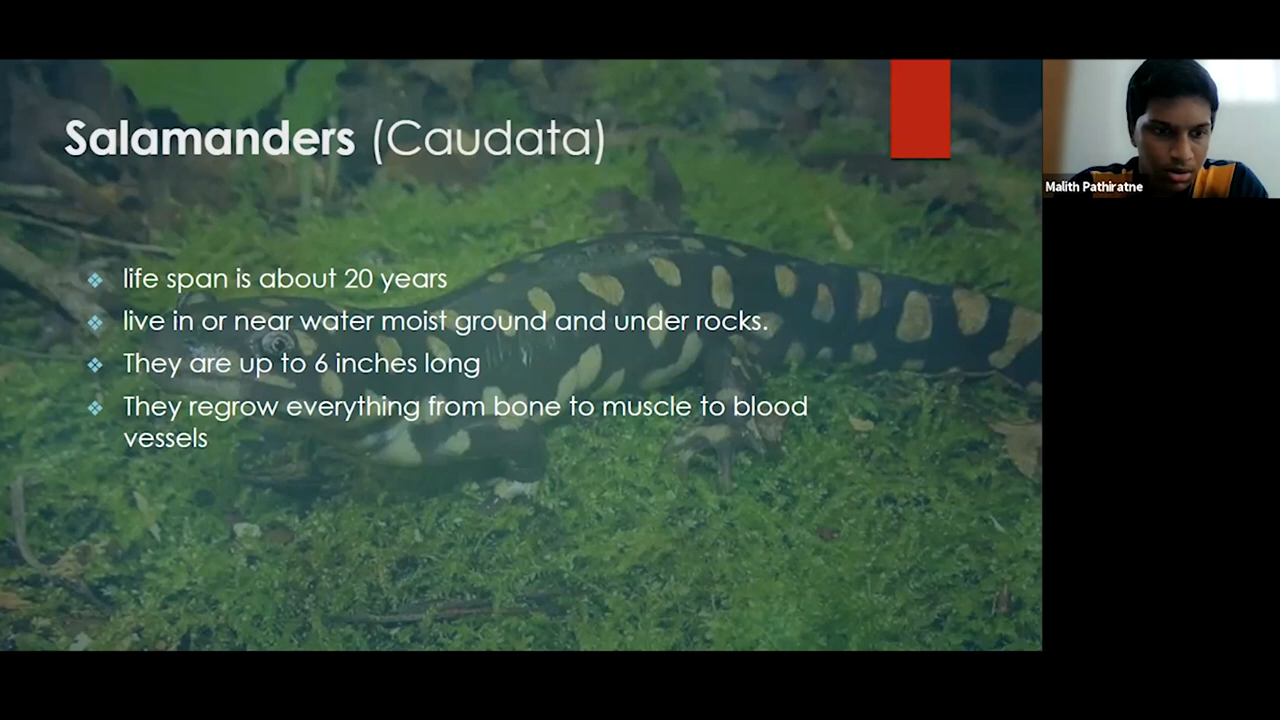 Salamanders (Caudata)
life span is about 20 years
live in or near water moist ground and under rocks.
They are up to 6 inches long
They regrow everything from bone to muscle to blood
vessels
Malith Pathiratne